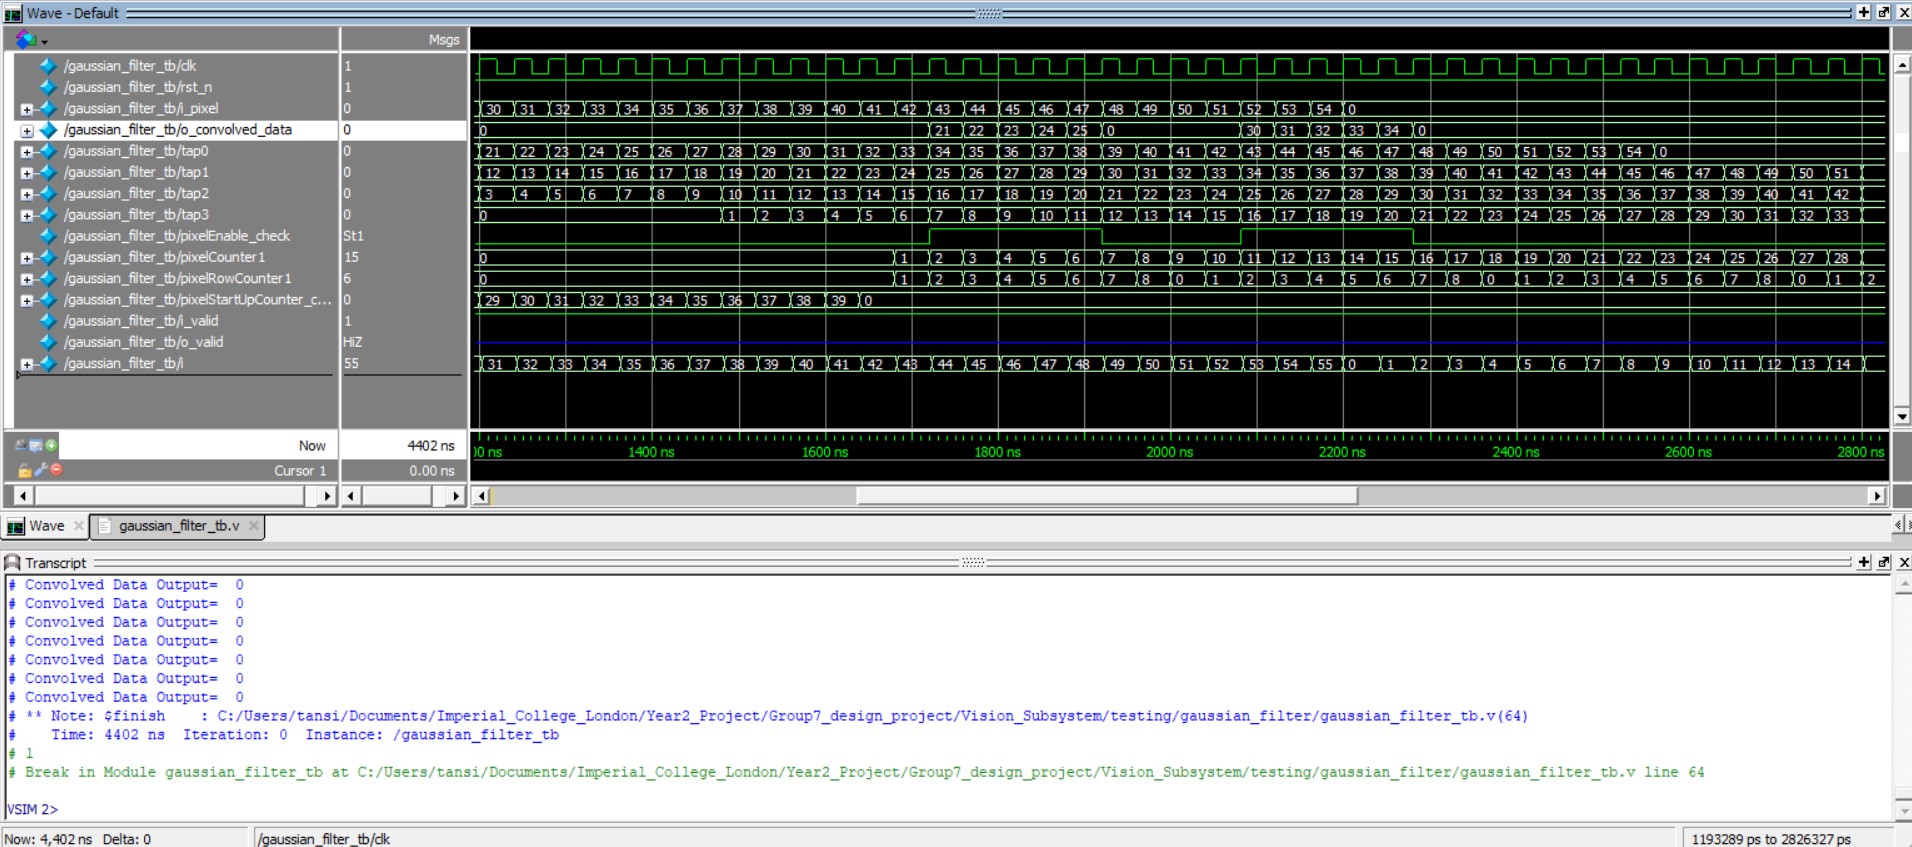 Wave - Default
Msgs
/gaussian_filter_tb/clk 1
/gaussian_filter_tb/rst_n 1
/gaussian_filter_tb/i_pixel 0 30 31 32 33 34 35 36 37 38 39 40 41 42 43 44 45 46 47 48 49 50 51 52 53 54 0
/gaussian_filter_tb/o_convolved_data 0 0 21 22 23 24 25 0 30 31 32 33 34 0
/gaussian_filter_tb/tap0 0 21 22 23 24 25 26 27 28 29 30 31 32 33 34 35 36 37 38 39 40 41 42 43 44 45 46 47 48 49 50 51 52 53 54 0
/gaussian_filter_tb/tap1 0 12 13 14 15 16 17 18 19 20 21 22 23 24 25 26 27 28 29 30 31 32 33 34 35 36 37 38 39 40 41 42 43 44 45 46 47 48 49 50 51
/gaussian_filter_tb/tap2 0 3 4 5 6 7 8 9 10 11 12 13 14 15 16 17 18 19 20 21 22 23 24 25 26 27 28 29 30 31 32 33 34 35 36 37 38 39 40 41 42
/gaussian_filter_tb/tap3 0 0 1 2 3 4 5 6 7 8 9 10 11 12 13 14 15 16 17 18 19 20 21 22 23 24 25 26 27 28 29 30 31 32 33
/gaussian_filter_tb/pixelEnable_check St1
/gaussian_filter_tb/pixelCounter1 15 0 1 2 3 4 5 6 7 8 9 10 11 12 13 14 15 16 17 18 19 20 21 22 23 24 25 26 27 28
/gaussian_filter_tb/pixelRowCounter1 6 0 1 2 3 4 5 6 7 8 0 1 2 3 4 5 6 7 8 0 1 2 3 4 5 6 7 8 0 1 2
/gaussian_filter_tb/pixelStartUpCounter_c... 0 29 30 31 32 33 34 35 36 37 38 39 0
/gaussian_filter_tb/i_valid 1
/gaussian_filter_tb/o_valid HiZ
/gaussian_filter_tb/i 55 31 32 33 34 35 36 37 38 39 40 41 42 43 44 45 46 47 48 49 50 51 52 53 54 55 0 1 2 3 4 5 6 7 8 9 10 11 12 13 14
Now 4402 ns 00 ns 1400 ns 1600 ns 1800 ns 2000 ns 2200 ns 2400 ns 2600 ns 2800 ns
Cursor 1 0.00 ns
Wave gaussian_filter_tb.v
Transcript
# Convolved Data Output= 0
# Convolved Data Output= 0
# Convolved Data Output= 0
# Convolved Data Output= 0
# Convolved Data Output= 0
# Convolved Data Output= 0
# Convolved Data Output= 0
# ** Note: $finish : C:/Users/tansi/Documents/Imperial_College_London/Year2_Project/Group7_design_project/Vision_Subsystem/testing/gaussian_filter/gaussian_filter_tb.v(64)
# Time: 4402 ns Iteration: 0 Instance: /gaussian_filter_tb
# 1
# Break in Module gaussian_filter_tb at C:/Users/tansi/Documents/Imperial_College_London/Year2_Project/Group7_design_project/Vision_Subsystem/testing/gaussian_filter/gaussian_filter_tb.v line 64
VSIM 2>
Now: 4,402 ns Delta: 0 /gaussian_filter_tb/clk 1193289 ps to 2826327 ps